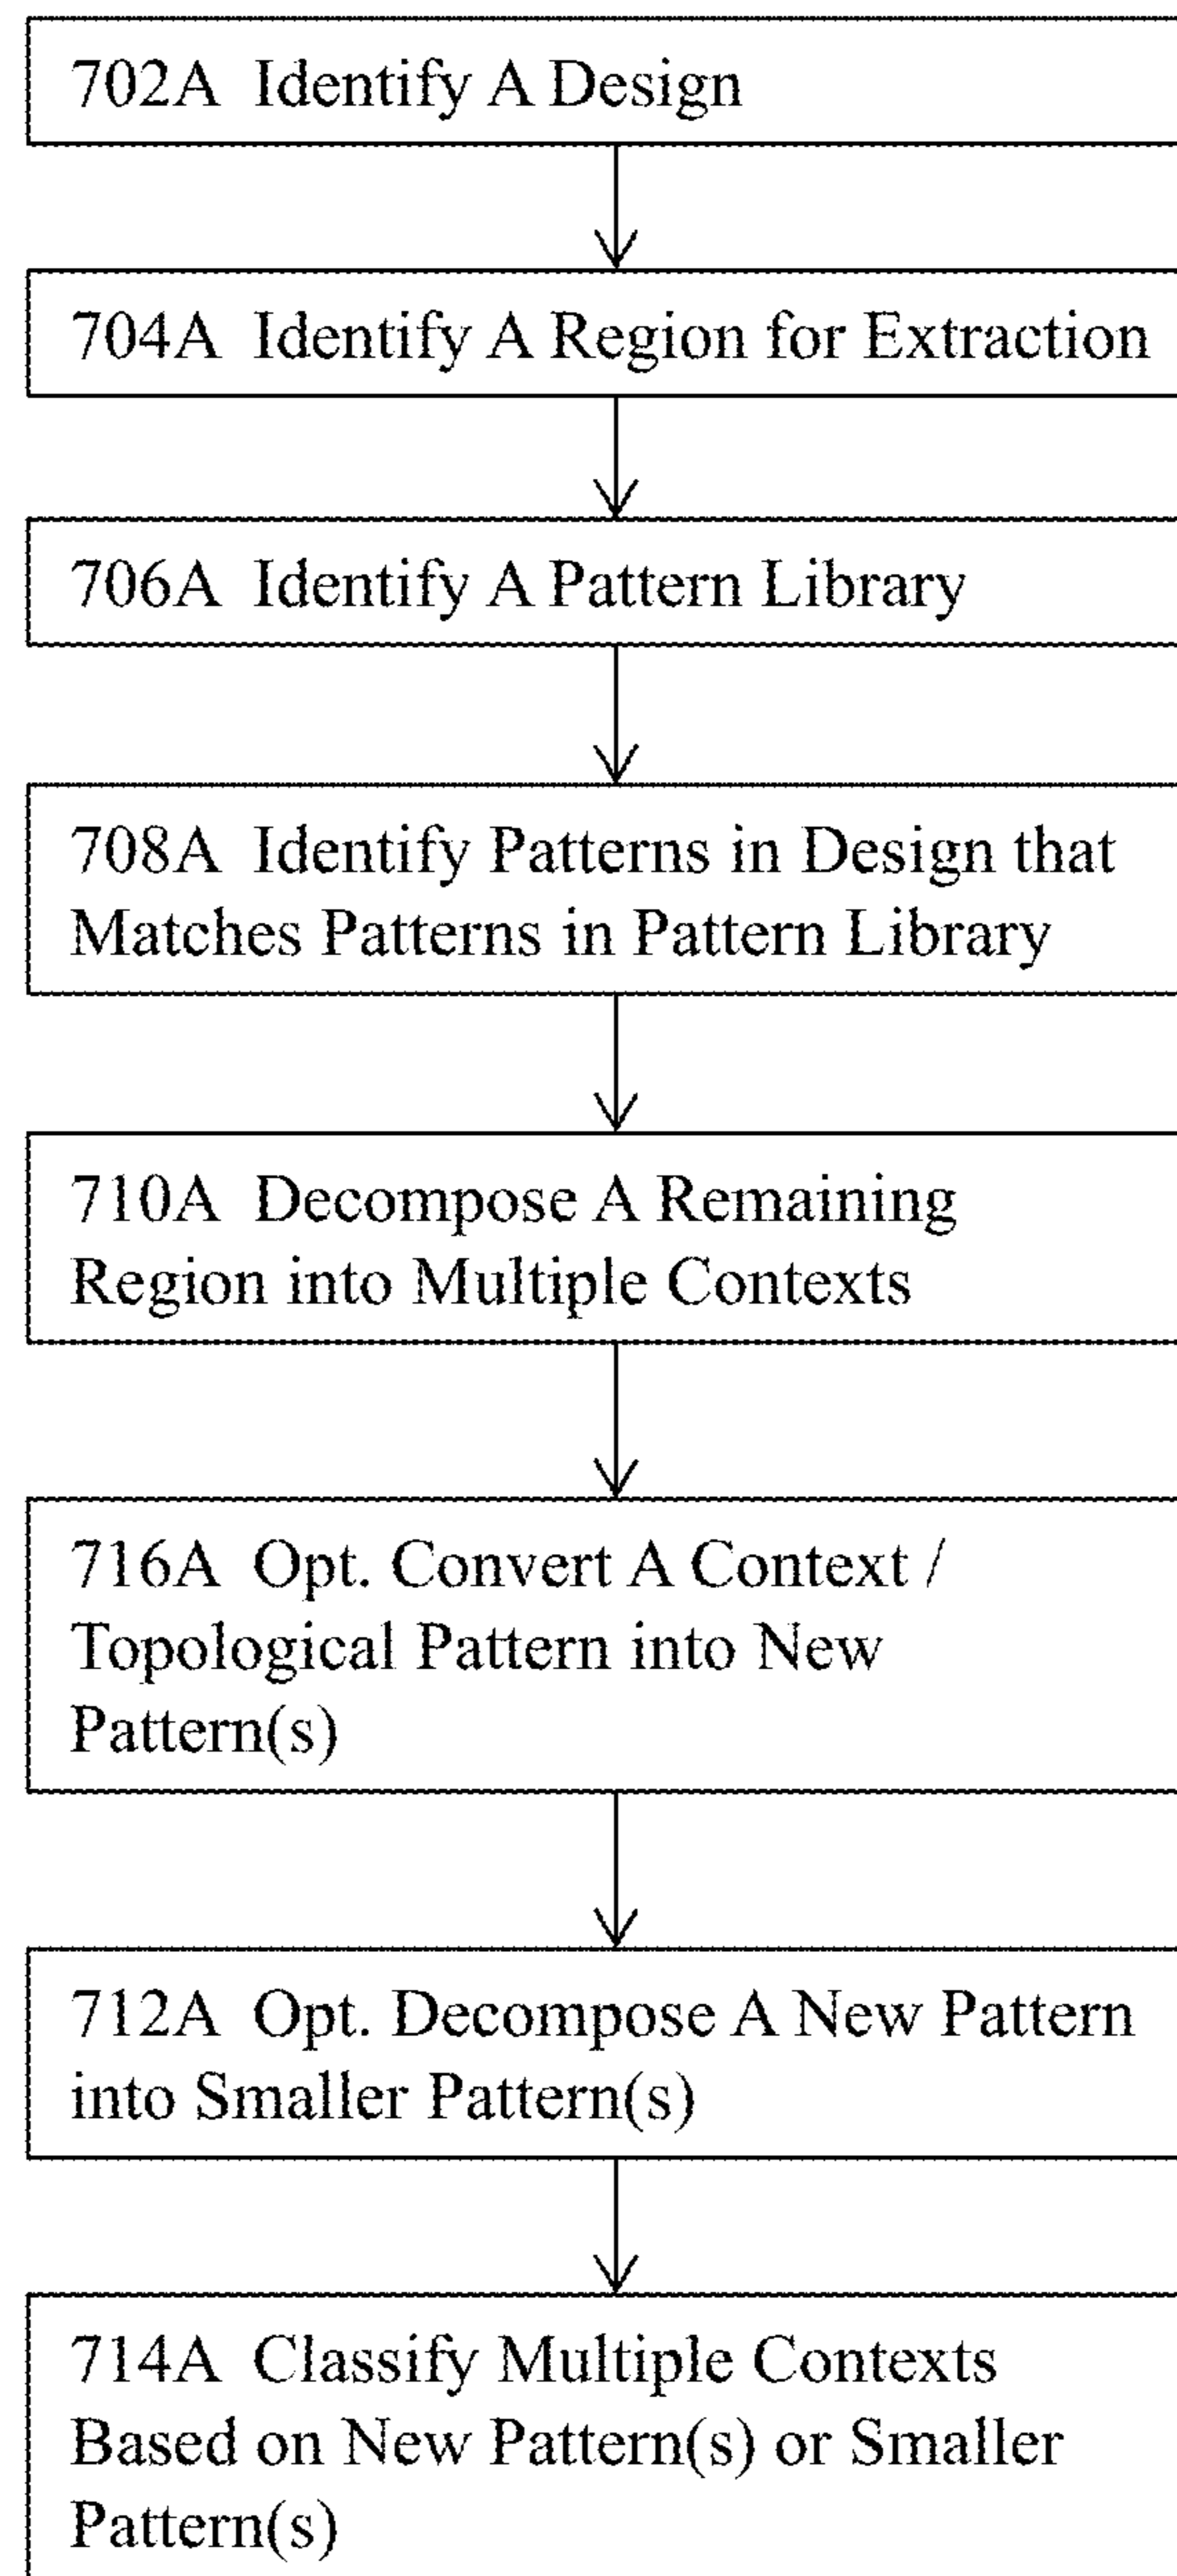 702A Identify A Design
704A Identify A Region for Extraction
706A Identify A Pattern Library
708A Identify Patterns in Design that
Matches Patterns in Pattern Library
710A Decompose A Remaining
Region into Multiple Contexts
716A Opt. Convert A Context /
Topological Pattern into New
Pattern(s)
712A Opt. Decompose A New Pattern
into Smaller Pattern(s)
714A Classify Multiple Contexts
Based on New Pattern(s) or Smaller
Pattern(s)